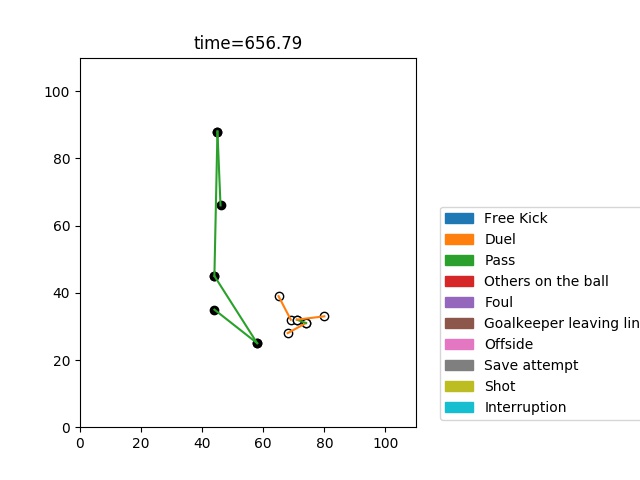 time=656.79
100
80
60
40
20
0
0 20 40 60 80 100
Free Kick
Duel
Pass
Others on the ball
Foul
Goalkeeper leaving lin
Offside
Save attempt
Shot
Interruption